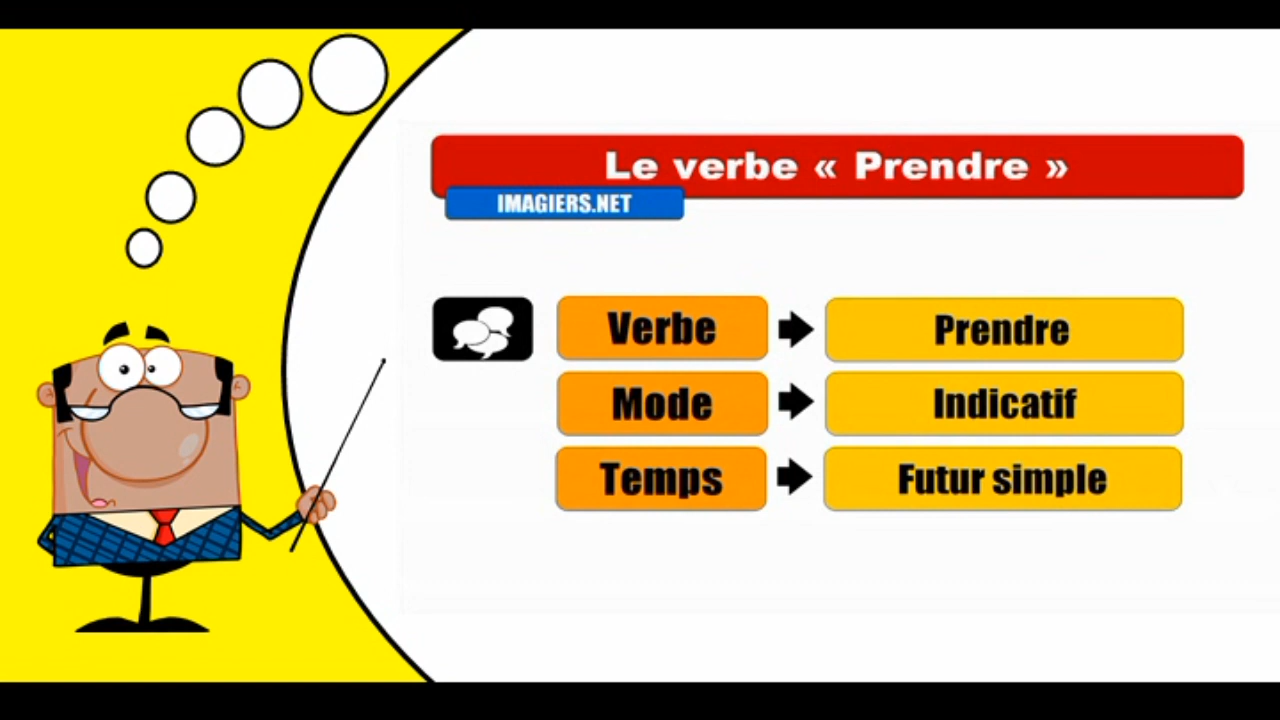 Le verbe « Prendre »
IMAGIERS.NET
Verbe Prendre
Mode Indicatif
Temps Futur simple